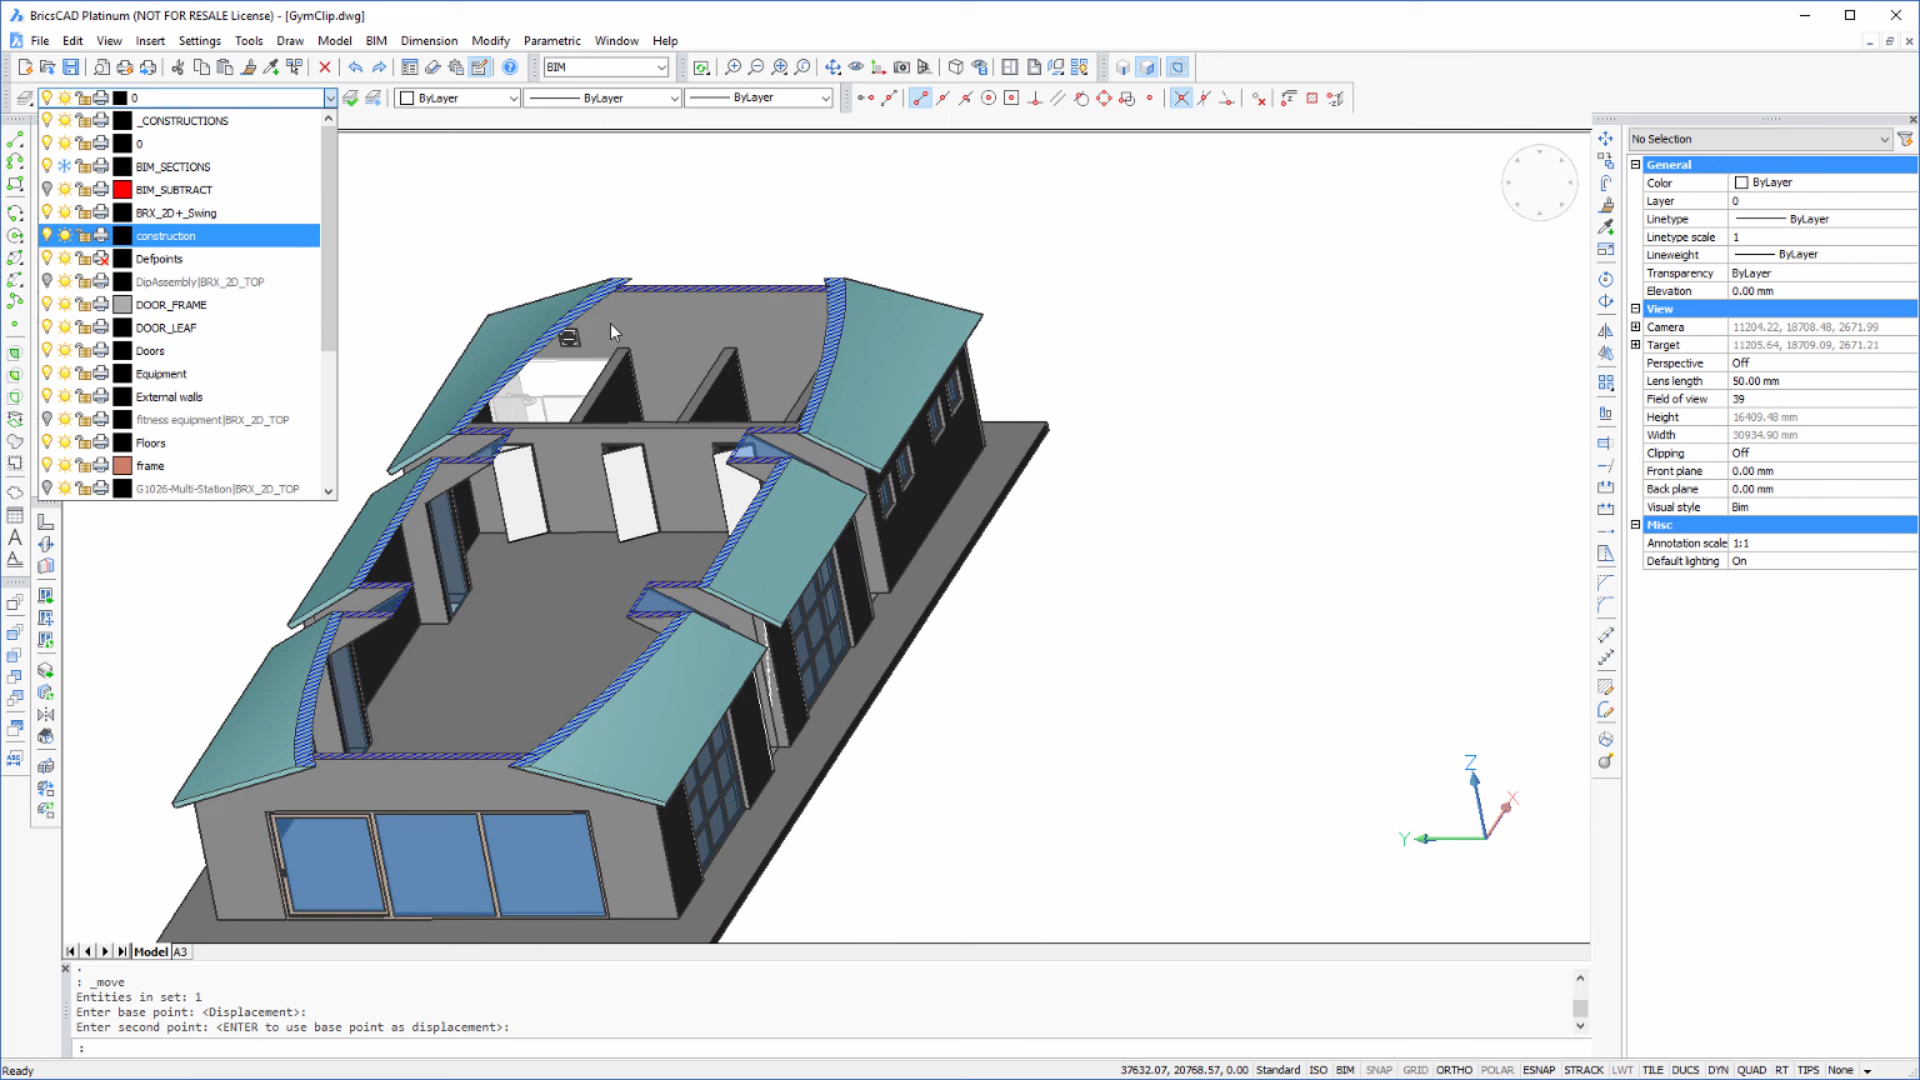 BricsCAD Platinum (NOT FOR RESALE License) - [GymClip.dwg]
File Edit View Insert Settings Tools Draw Model BIM Dimension Modify Parametric Window Help
BIM
0 ByLayer ByLayer ByLayer
_CONSTRUCTIONS
0
BIM_SECTIONS
BIM_SUBTRACT
BRX_2D+_Swing
construction
Defpoints
DipAssembly|BRX_2D_TOP
DOOR_FRAME
DOOR_LEAF
Doors
Equipment
External walls
fitness equipment|BRX_2D_TOP
Floors
frame
G1026-Multi-Station|BRX_2D_TOP
No Selection
General
Color ByLayer
Layer 0
Linetype ByLayer
Linetype scale 1
Lineweight ByLayer
Transparency ByLayer
Elevation 0.00 mm
View
Camera 11204.22, 18708.48, 2671.99
Target 11205.64, 18709.09, 2671.21
Perspective Off
Lens length 50.00 mm
Field of view 39
Height 16409.48 mm
Width 30934.90 mm
Clipping Off
Front plane 0.00 mm
Back plane 0.00 mm
Visual style Bim
Misc
Annotation scale 1:1
Default lighting On
Z
X
Y
ABC
Model A3
: _move
Entities in set: 1
Enter base point: <Displacement>:
Enter second point: <ENTER to use base point as displacement>:
:
Ready 37632.07, 20768.57, 0.00 Standard ISO BIM SNAP GRID ORTHO POLAR ESNAP STRACK LWT TILE DUCS DYN QUAD RT TIPS None